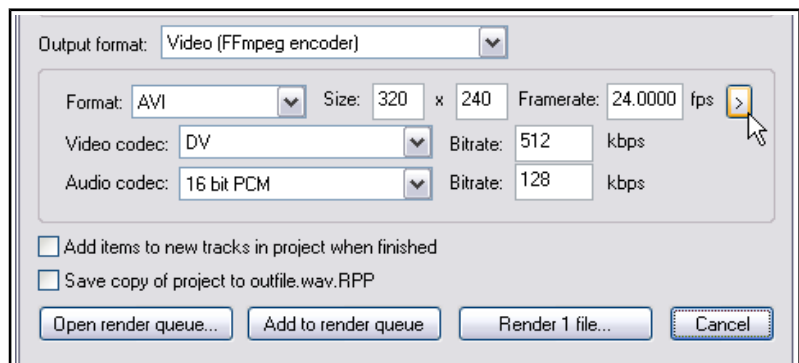 Output format: Video (FFmpeg encoder)
Format: AVI Size: 320 x 240 Framerate: 24.0000 fps >
Video codec: DV Bitrate: 512 kbps
Audio codec: 16 bit PCM Bitrate: 128 kbps
Add items to new tracks in project when finished
Save copy of project to outfile.wav.RPP
Open render queue... Add to render queue Render 1 file... Cancel